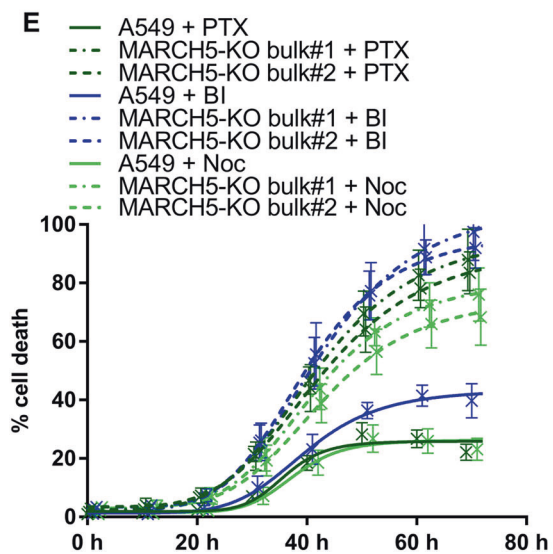 E
A549 + PTX
MARCH5-KO bulk#1 + PTX
MARCH5-KO bulk#2 + PTX
A549 + BI
MARCH5-KO bulk#1 + BI
MARCH5-KO bulk#2 + BI
A549 + Noc
MARCH5-KO bulk#1 + Noc
MARCH5-KO bulk#2 + Noc
% cell death
100
80
60
40
20
0
0 h 20 h 40 h 60 h 80 h